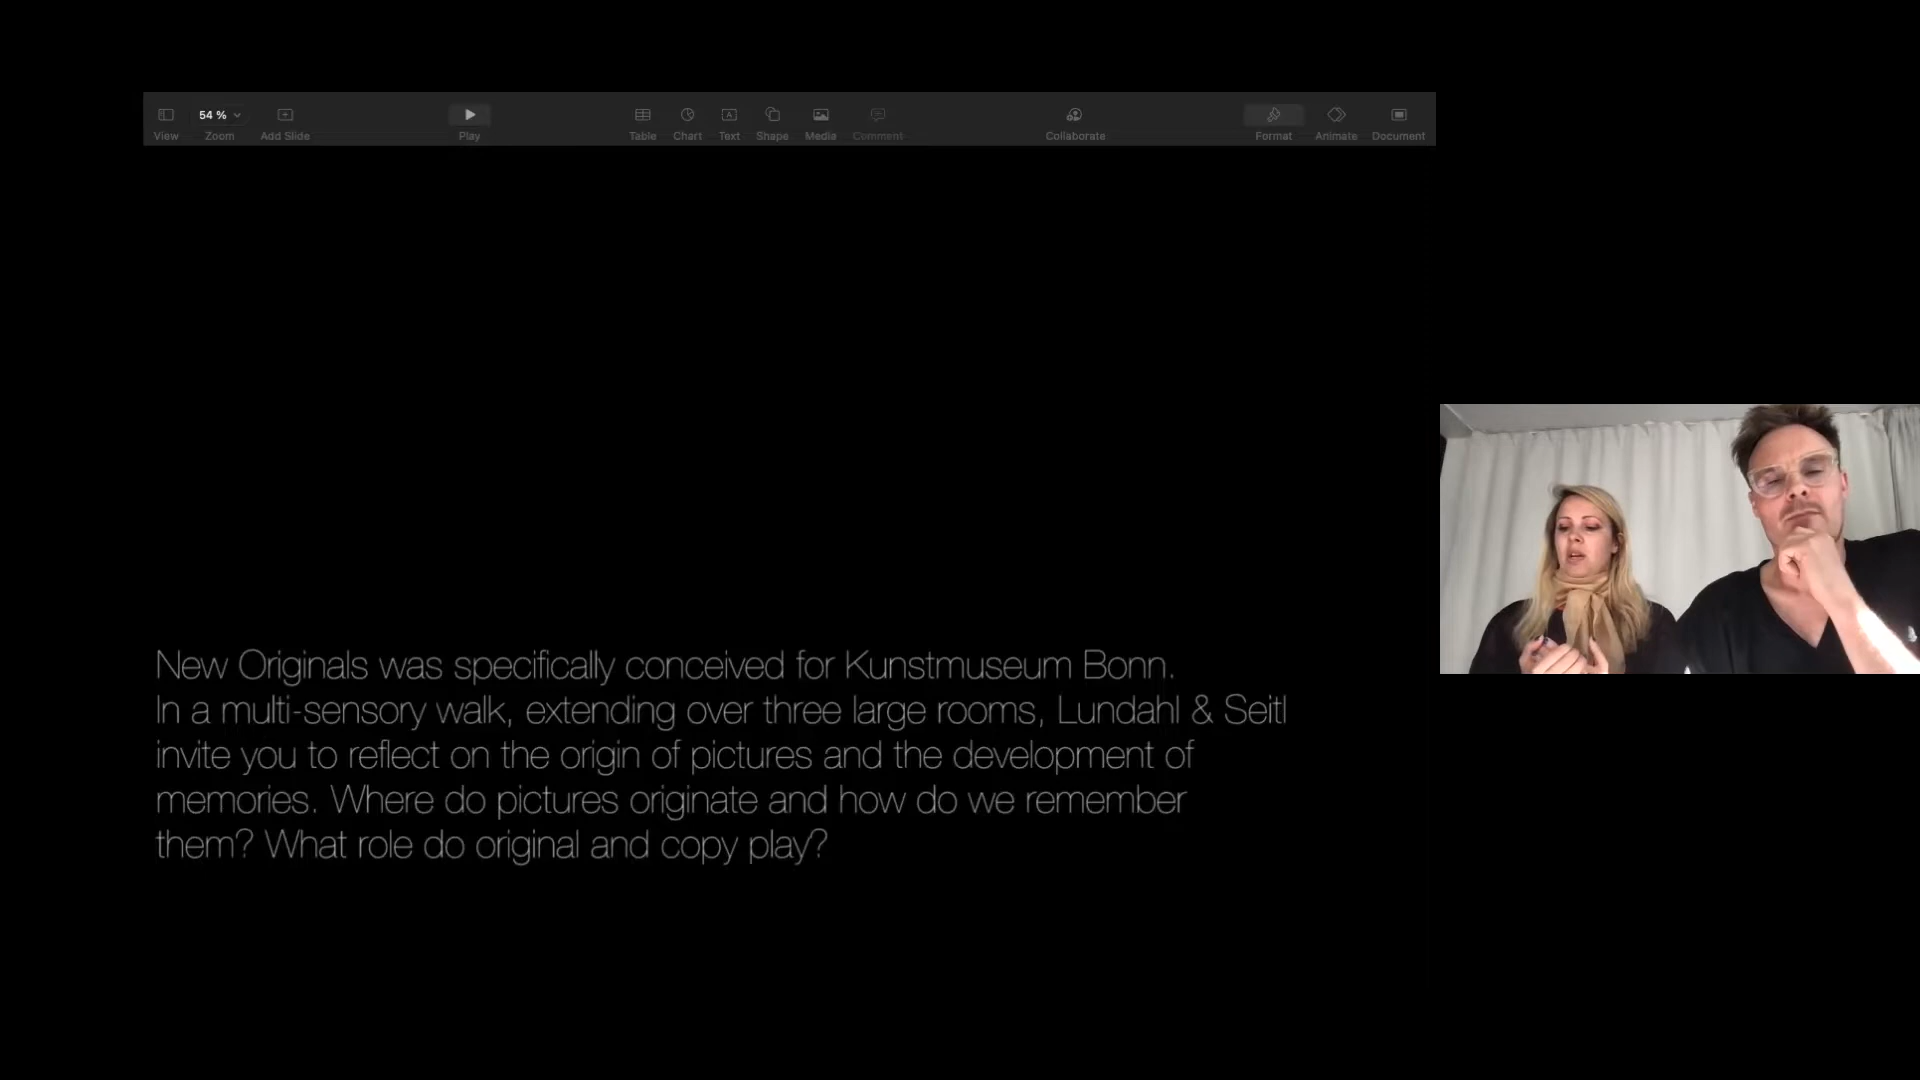 54 %
View Zoom Add Slide Play Table Chart Text Shape Media Comment Collaborate Format Animate Document
New Originals was specifically conceived for Kunstmuseum Bonn.
In a multi-sensory walk, extending over three large rooms, Lundahl & Seitl
invite you to reflect on the origin of pictures and the development of
memories. Where do pictures originate and how do we remember
them? What role do original and copy play?